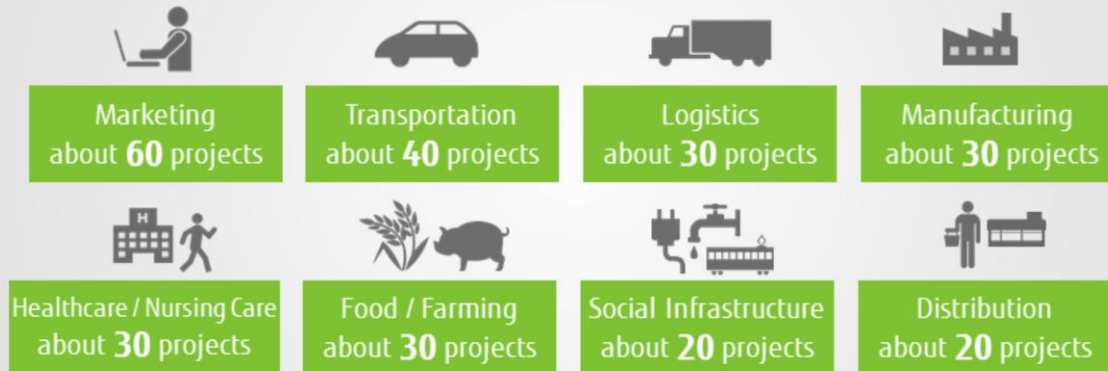 Marketing
about 60 projects
Transportation
about 40 projects
Logistics
about 30 projects
Manufacturing
about 30 projects
H
Healthcare / Nursing Care
about 30 projects
Food / Farming
about 30 projects
Social Infrastructure
about 20 projects
Distribution
about 20 projects